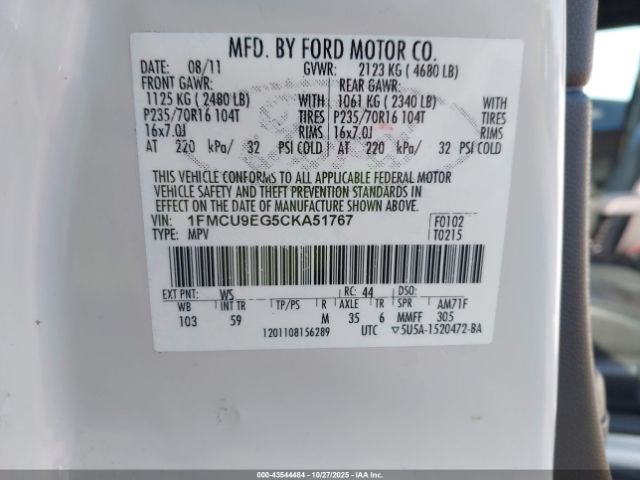 MFD. BY FORD MOTOR CO.
DATE: 08/11 GVWR: 2123 KG ( 4680 LB)
FRONT GAWR: REAR GAWR:
1125 KG ( 2480 LB) WITH 1061 KG ( 2340 LB) WITH
P235/70R16 104T TIRES P235/70R16 104T TIRES
16x7.0J RIMS 16x7.0J RIMS
AT 220 kPa/ 32 PSI COLD AT 220 kPa/ 32 PSI COLD
THIS VEHICLE CONFORMS TO ALL APPLICABLE FEDERAL MOTOR
VEHICLE SAFETY AND THEFT PREVENTION STANDARDS IN
EFFECT ON THE DATE OF MANUFACTURE SHOWN ABOVE.
VIN: 1FMCU9EG5CKA51767 F0102
TYPE: MPV T0215
EXT PNT: WS RC: 44 DSO:
WB INT TR TP/PS R AXLE TR SPR AM71F
103 59 M 35 6 MMFF 305
1201108156289 UTC ▽5U5A-1520472-BA
000-43544484 | 10/27/2025 | IAAI.COM